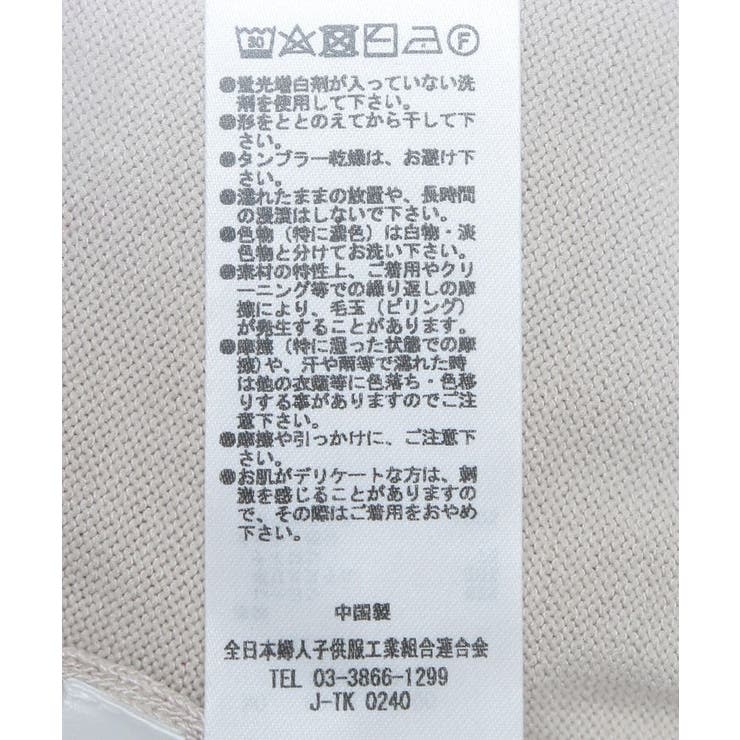 30 F
●蛍光増白剤が入っていない洗
剤を使用して下さい。
●形をととのえてから干して下
さい。
●タンブラー乾燥は、お避け下
さい。
●濡れたままの放置や、長時間
の浸漬はしないで下さい。
●色物（特に濃色）は白物・淡
色物と分けてお洗い下さい。
●素材の特性上、ご着用やクリ
ーニング等での繰り返しの摩
擦により、毛玉（ピリング）
が発生することがあります。
●摩擦（特に湿った状態での摩
擦）や、汗や雨等で濡れた時
は他の衣類等に色落ち・色移
りする事がありますのでご注
意下さい。
●摩擦や引っかけに、ご注意下
さい。
●お肌がデリケートな方は、刺
激を感じることがありますの
で、その際はご着用をおやめ
下さい。
中国製
全日本婦人子供服工業組合連合会
TEL 03-3866-1299
J-TK 0240